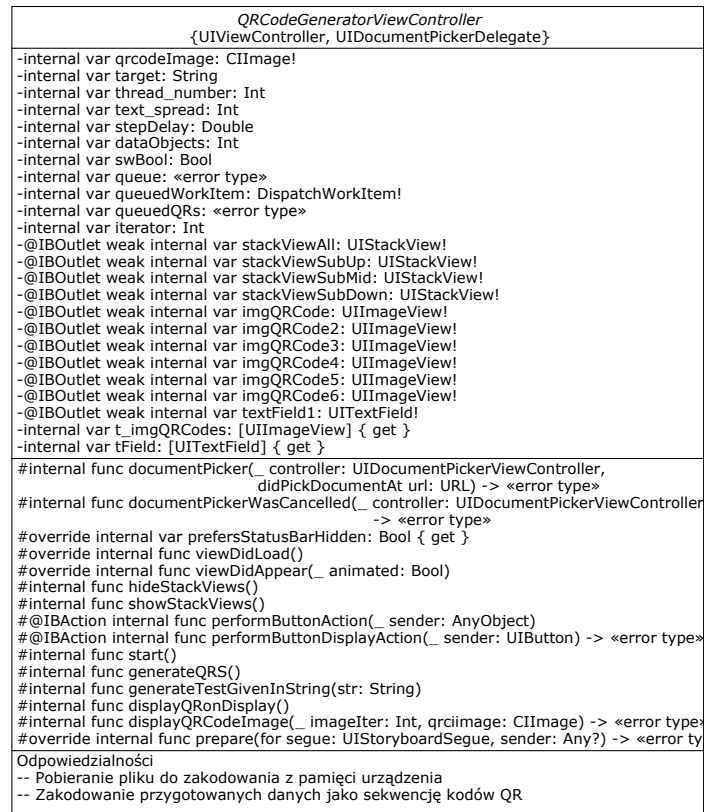 QRCodeGeneratorViewController
{UIViewController, UIDocumentPickerDelegate}
-internal var qrcodeImage: CIImage!
-internal var target: String
-internal var thread_number: Int
-internal var text_spread: Int
-internal var stepDelay: Double
-internal var dataObjects: Int
-internal var swBool: Bool
-internal var queue: «error type»
-internal var queuedWorkItem: DispatchWorkItem!
-internal var queuedQRs: «error type»
-internal var iterator: Int
-@IBOutlet weak internal var stackViewAll: UIStackView!
-@IBOutlet weak internal var stackViewSubUp: UIStackView!
-@IBOutlet weak internal var stackViewSubMid: UIStackView!
-@IBOutlet weak internal var stackViewSubDown: UIStackView!
-@IBOutlet weak internal var imgQRCode: UIImageView!
-@IBOutlet weak internal var imgQRCode2: UIImageView!
-@IBOutlet weak internal var imgQRCode3: UIImageView!
-@IBOutlet weak internal var imgQRCode4: UIImageView!
-@IBOutlet weak internal var imgQRCode5: UIImageView!
-@IBOutlet weak internal var imgQRCode6: UIImageView!
-@IBOutlet weak internal var textField1: UITextField!
-internal var t_imgQRCodes: [UIImageView] { get }
-internal var tField: [UITextField] { get }
#internal func documentPicker(_ controller: UIDocumentPickerViewController,
didPickDocumentAt url: URL) -> «error type»
#internal func documentPickerWasCancelled(_ controller: UIDocumentPickerViewController
-> «error type»
#override internal var prefersStatusBarHidden: Bool { get }
#override internal func viewDidLoad()
#override internal func viewDidAppear(_ animated: Bool)
#internal func hideStackViews()
#internal func showStackViews()
#@IBAction internal func performButtonAction(_ sender: AnyObject)
#@IBAction internal func performButtonDisplayAction(_ sender: UIButton) -> «error type»
#internal func start()
#internal func generateQRS()
#internal func generateTestGivenInString(str: String)
#internal func displayQRonDisplay()
#internal func displayQRCodeImage(_ imageIter: Int, qrciimage: CIImage) -> «error type»
#override internal func prepare(for segue: UIStoryboardSegue, sender: Any?) -> «error ty
Odpowiedzialności
-- Pobieranie pliku do zakodowania z pamięci urządzenia
-- Zakodowanie przygotowanych danych jako sekwencję kodów QR